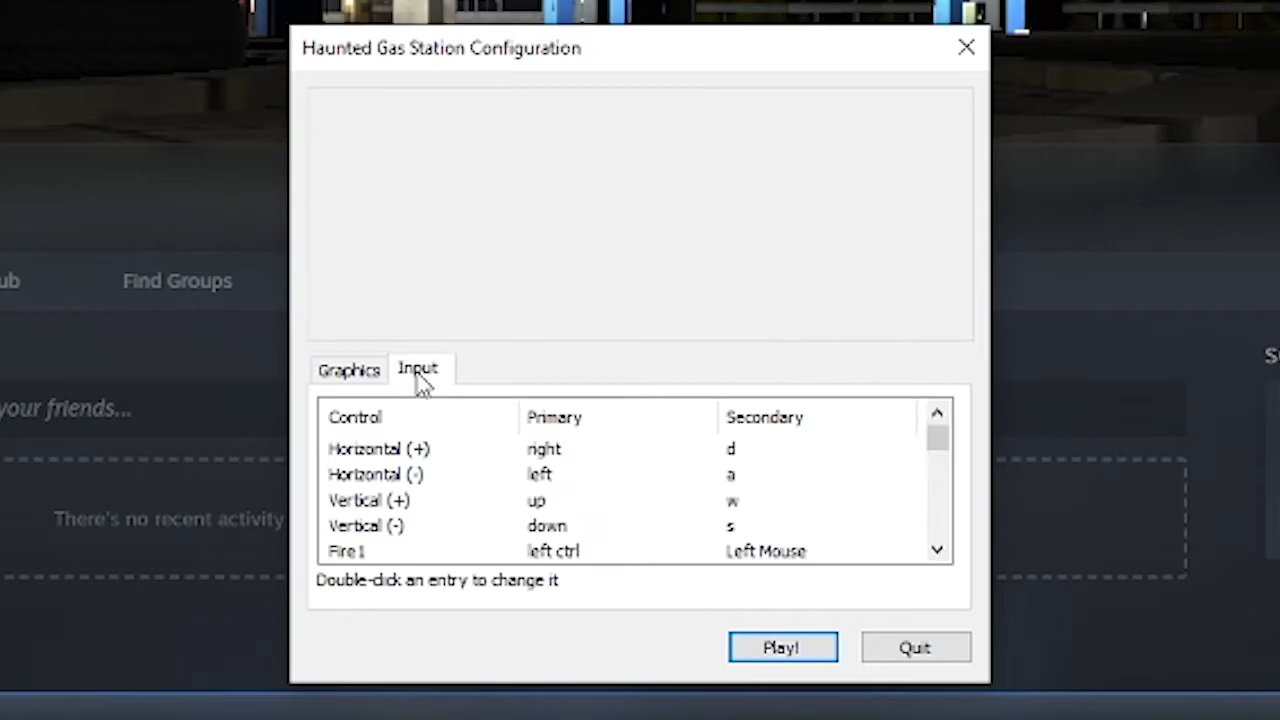 Haunted Gas Station Configuration
ub Find Groups
Graphics Input
your friends...
Control Primary Secondary
Horizontal (+) right d
Horizontal (-) left a
Vertical (+) up w
Vertical (-) down s
Fire1 left ctrl Left Mouse
There's no recent activity
Double-click an entry to change it
Play! Quit